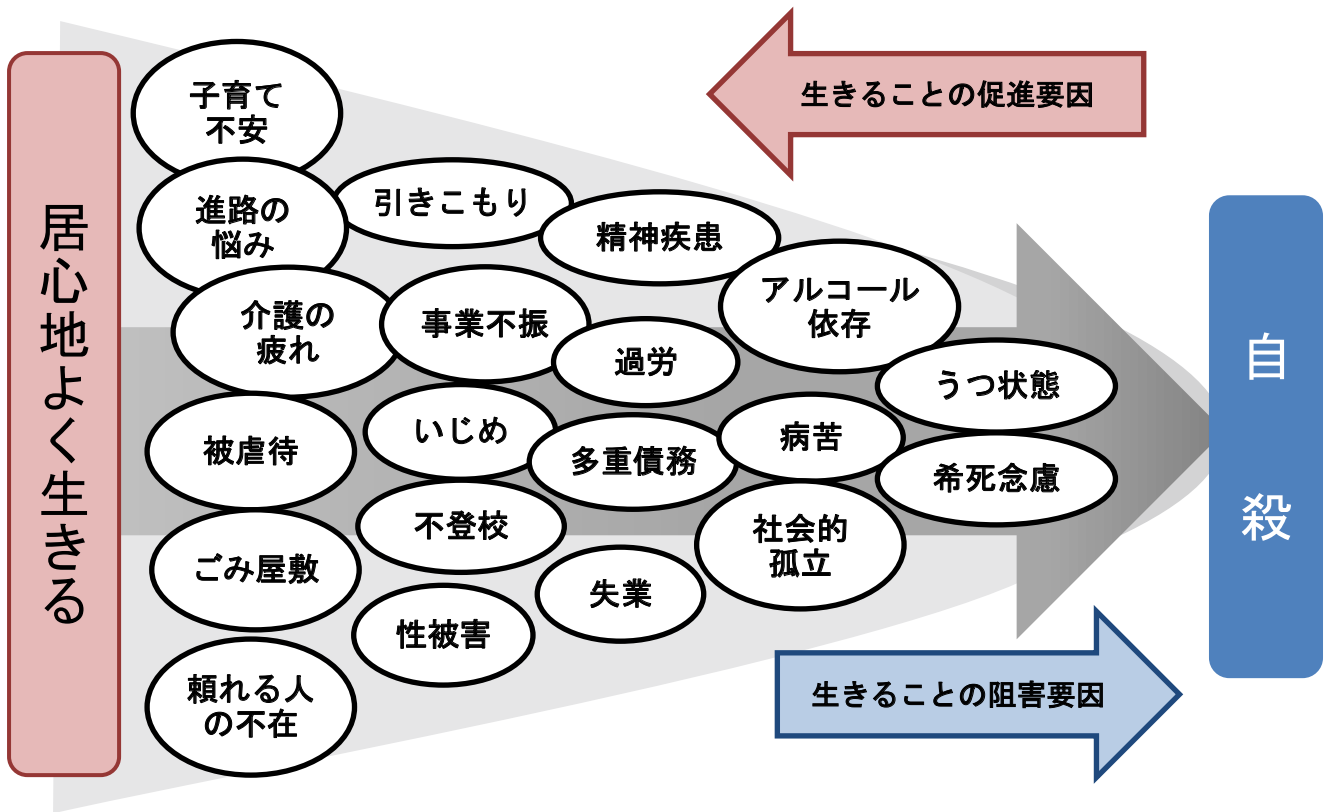 居心地よく生きる
子育て
不安
進路の
悩み
介護の
疲れ
被虐待
ごみ屋敷
頼れる人
の不在
引きこもり
事業不振
いじめ
不登校
性被害
精神疾患
過労
多重債務
失業
アルコール
依存
病苦
社会的
孤立
うつ状態
希死念慮
生きることの促進要因
生きることの阻害要因
自殺